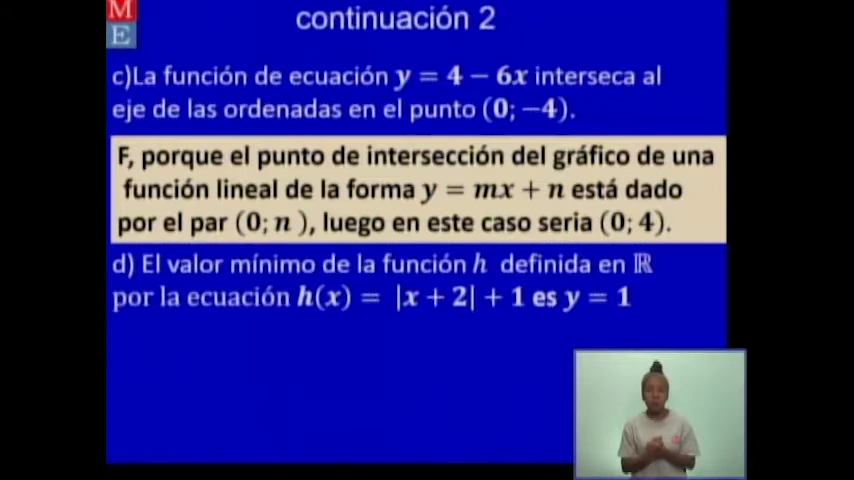 M
E
continuación 2
c)La función de ecuación y = 4 − 6x interseca al
eje de las ordenadas en el punto (0; −4).
F, porque el punto de intersección del gráfico de una
función lineal de la forma y = mx + n está dado
por el par (0; n ), luego en este caso seria (0; 4).
d) El valor mínimo de la función h definida en ℝ
por la ecuación h(x) = |x + 2| + 1 es y = 1